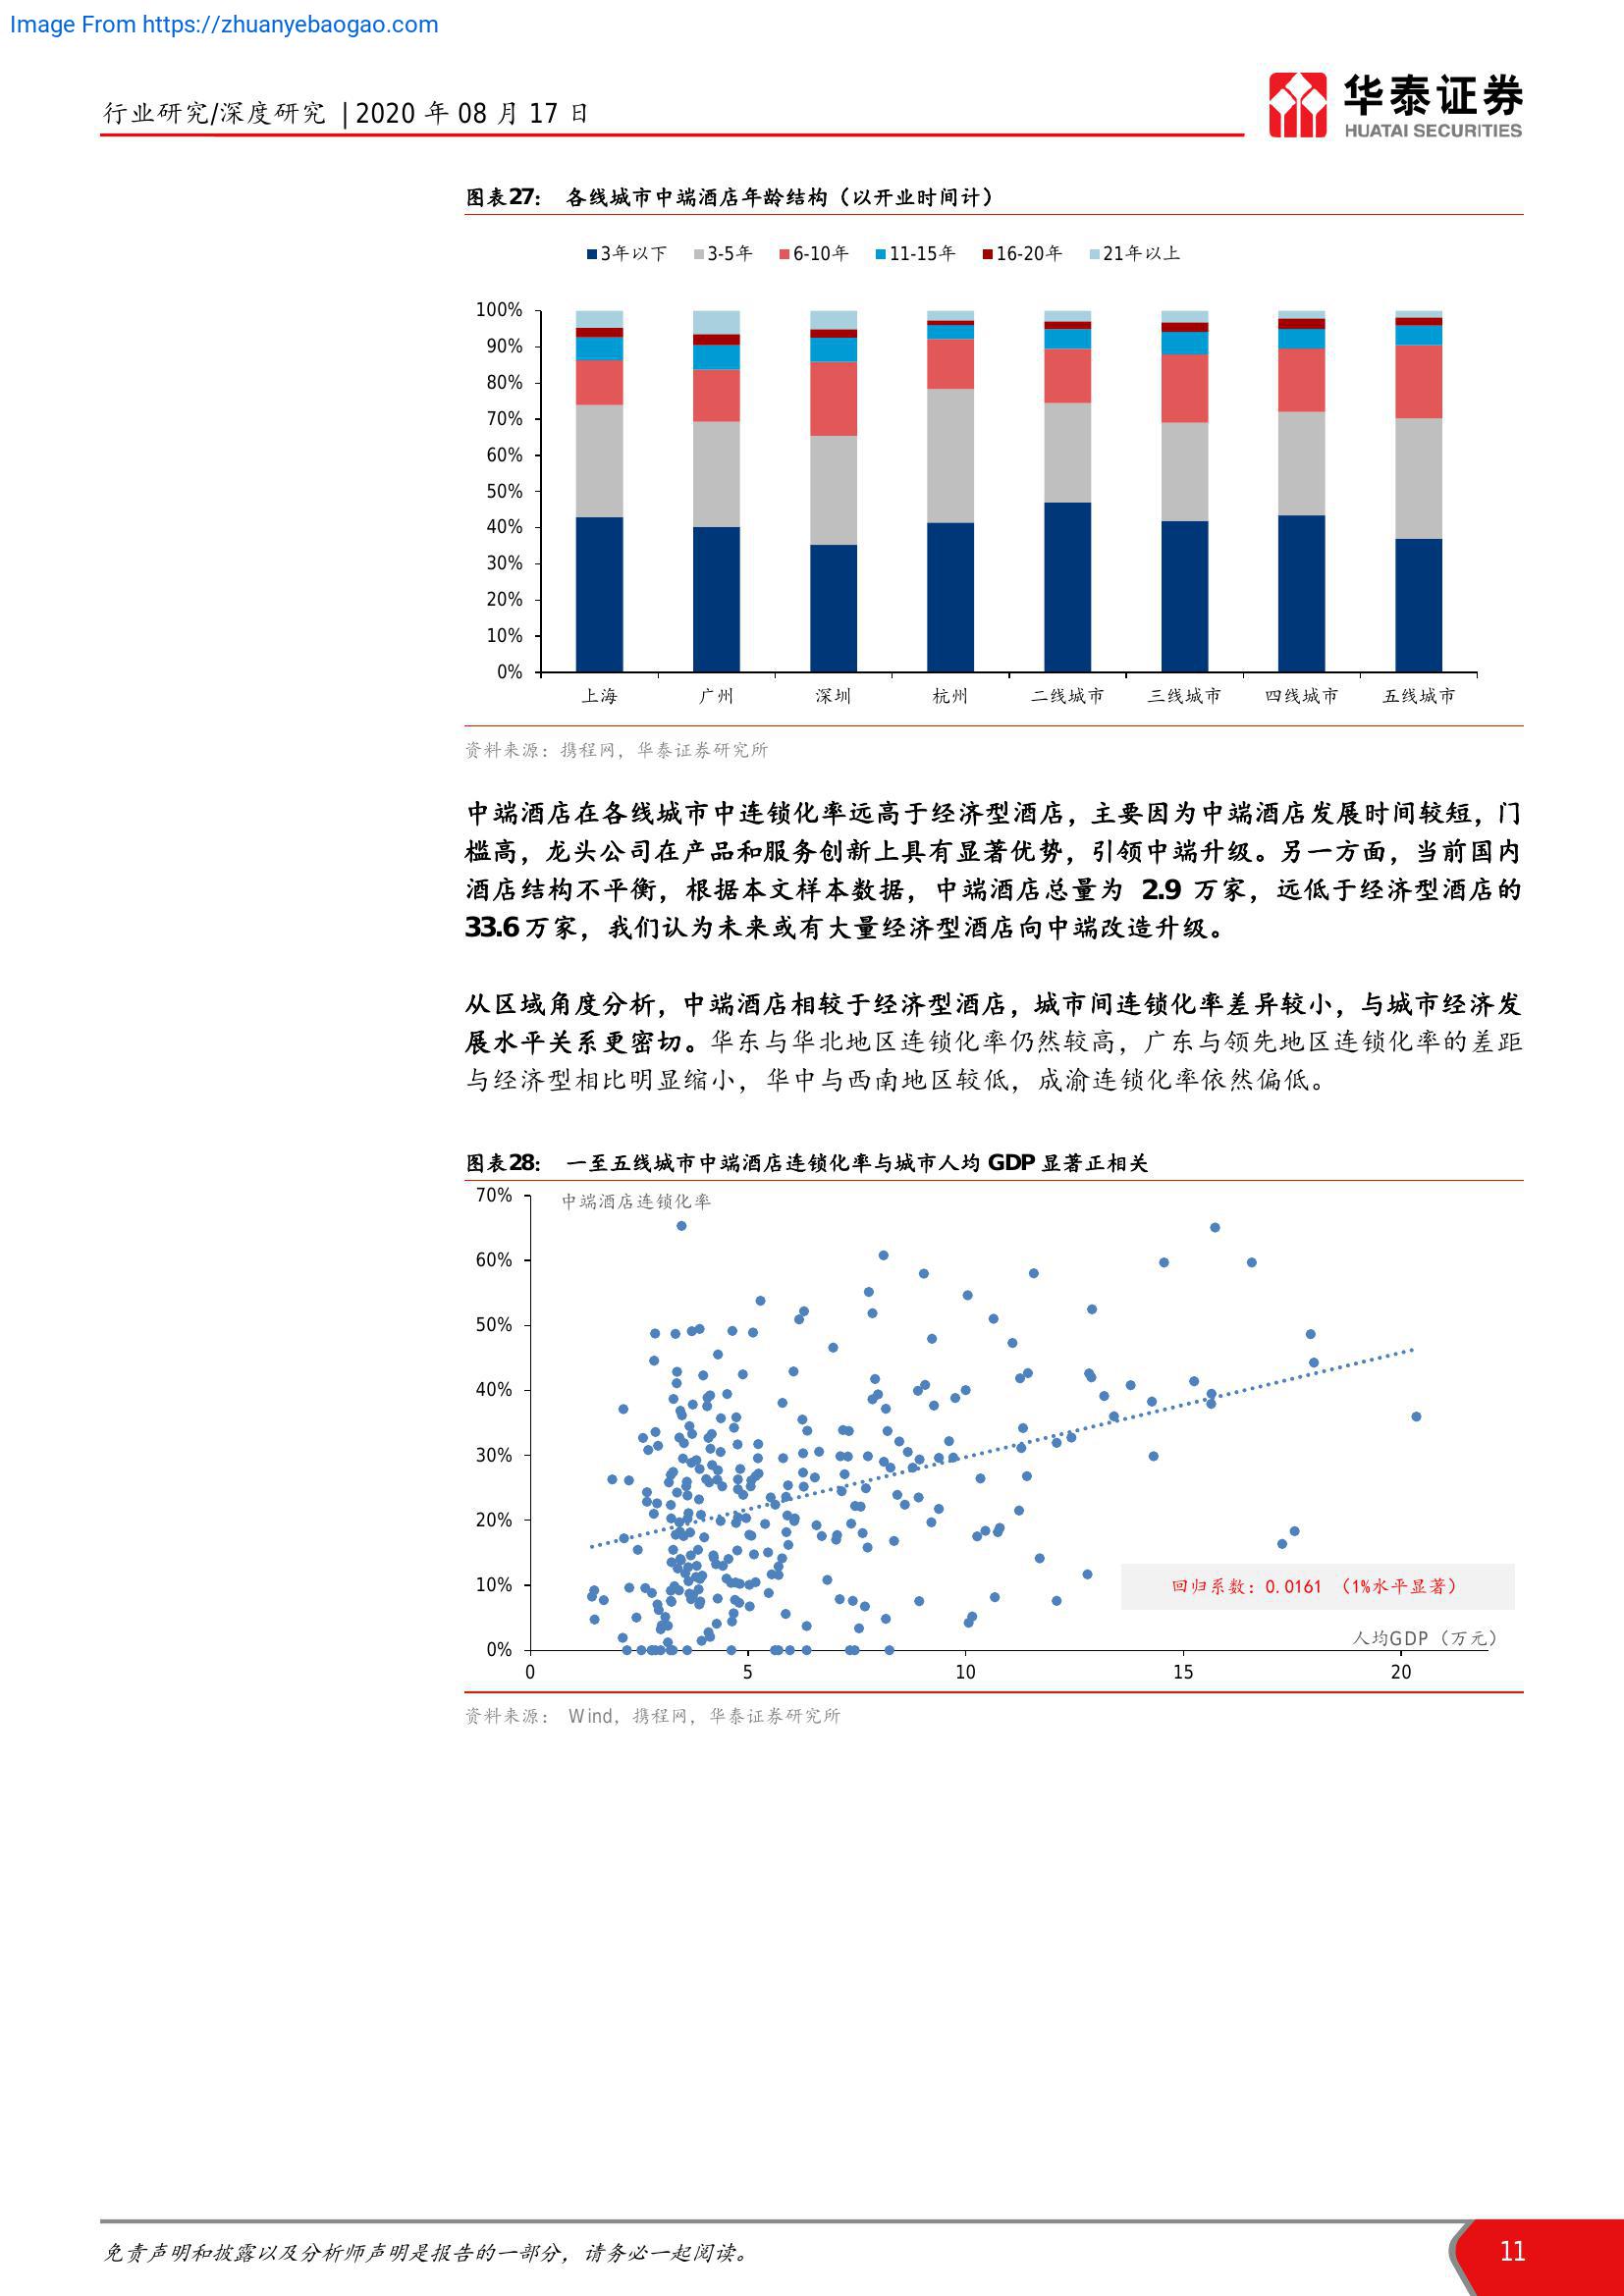 Image From https://zhuanyebaogao.com
华泰证券
HUATAI SECURITIES
行业研究/深度研究 | 2020 年 08 月 17 日
图表27： 各线城市中端酒店年龄结构（以开业时间计）
3年以下 3-5年 6-10年 11-15年 16-20年 21年以上
100%
90%
80%
70%
60%
50%
40%
30%
20%
10%
0%
上海 广州 深圳 杭州 二线城市 三线城市 四线城市 五线城市
资料来源：携程网，华泰证券研究所
中端酒店在各线城市中连锁化率远高于经济型酒店，主要因为中端酒店发展时间较短，门
槛高，龙头公司在产品和服务创新上具有显著优势，引领中端升级。另一方面，当前国内
酒店结构不平衡，根据本文样本数据，中端酒店总量为 2.9 万家，远低于经济型酒店的
33.6 万家，我们认为未来或有大量经济型酒店向中端改造升级。
从区域角度分析，中端酒店相较于经济型酒店，城市间连锁化率差异较小，与城市经济发
展水平关系更密切。华东与华北地区连锁化率仍然较高，广东与领先地区连锁化率的差距
与经济型相比明显缩小，华中与西南地区较低，成渝连锁化率依然偏低。
图表28： 一至五线城市中端酒店连锁化率与城市人均 GDP 显著正相关
中端酒店连锁化率
70%
60%
50%
40%
30%
20%
10%
0%
回归系数：0.0161 （1%水平显著）
人均GDP（万元）
0 5 10 15 20
资料来源： Wind，携程网，华泰证券研究所
免责声明和披露以及分析师声明是报告的一部分，请务必一起阅读。
11